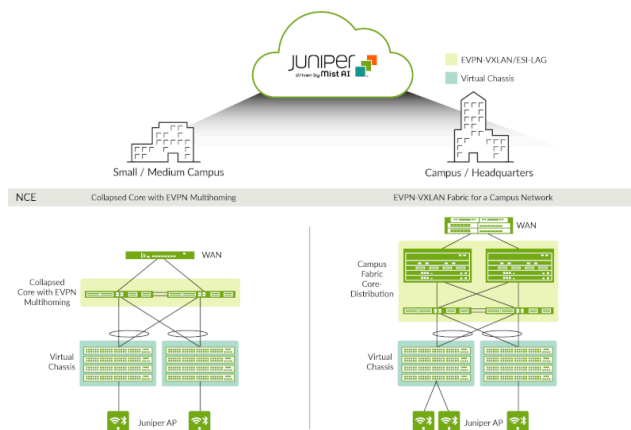 JUNIPER
driven by Mist AI
EVPN-VXLAN/ESI-LAG
Virtual Chassis
Small / Medium Campus
Campus / Headquarters
NCE
Collapsed Core with EVPN Multihoming
EVPN-VXLAN Fabric for a Campus Network
WAN
Collapsed
Core with EVPN
Multihoming
Virtual
Chassis
Juniper AP
WAN
Campus
Fabric
Core-
Distribution
Virtual
Chassis
Juniper AP